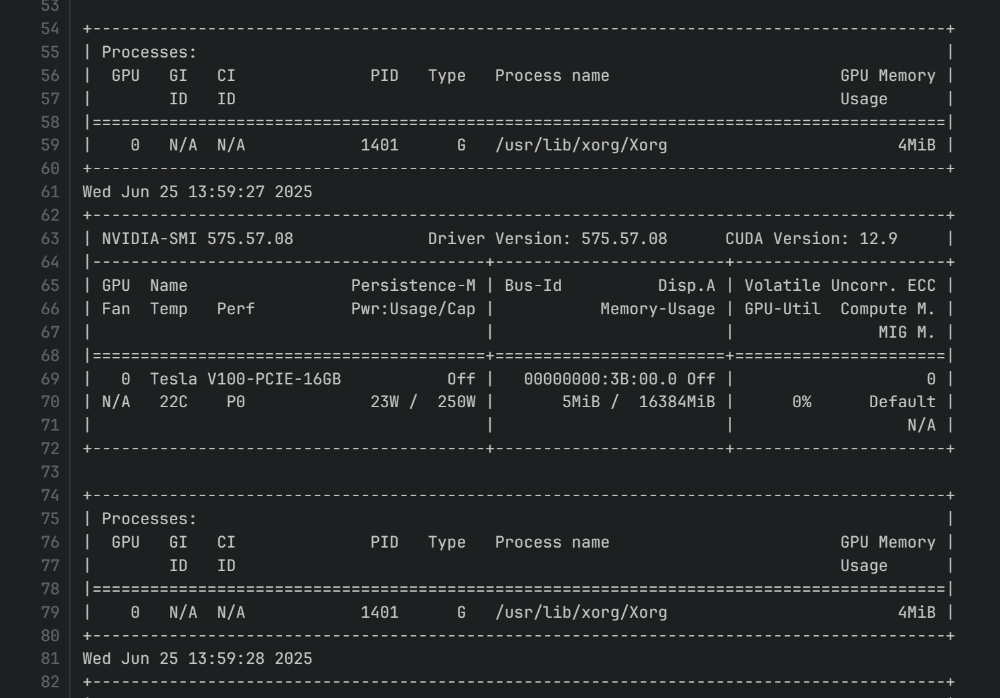 53
54 +-----------------------------------------------------------------------------------------+
55 | Processes:                                                                              |
56 |  GPU   GI   CI              PID   Type   Process name                        GPU Memory |
57 |        ID   ID                                                               Usage      |
58 |=========================================================================================|
59 |    0   N/A  N/A            1401      G   /usr/lib/xorg/Xorg                        4MiB |
60 +-----------------------------------------------------------------------------------------+
61 Wed Jun 25 13:59:27 2025
62 +-----------------------------------------------------------------------------------------+
63 | NVIDIA-SMI 575.57.08              Driver Version: 575.57.08      CUDA Version: 12.9     |
64 |-----------------------------------------+------------------------+----------------------+
65 | GPU  Name                 Persistence-M | Bus-Id          Disp.A | Volatile Uncorr. ECC |
66 | Fan  Temp   Perf          Pwr:Usage/Cap |           Memory-Usage | GPU-Util  Compute M. |
67 |                                         |                        |               MIG M. |
68 |=========================================+========================+======================|
69 |   0  Tesla V100-PCIE-16GB           Off |   00000000:3B:00.0 Off |                    0 |
70 | N/A   22C    P0             23W /  250W |       5MiB /  16384MiB |      0%      Default |
71 |                                         |                        |                  N/A |
72 +-----------------------------------------+------------------------+----------------------+
73
74 +-----------------------------------------------------------------------------------------+
75 | Processes:                                                                              |
76 |  GPU   GI   CI              PID   Type   Process name                        GPU Memory |
77 |        ID   ID                                                               Usage      |
78 |=========================================================================================|
79 |    0   N/A  N/A            1401      G   /usr/lib/xorg/Xorg                        4MiB |
80 +-----------------------------------------------------------------------------------------+
81 Wed Jun 25 13:59:28 2025
82 +-----------------------------------------------------------------------------------------+